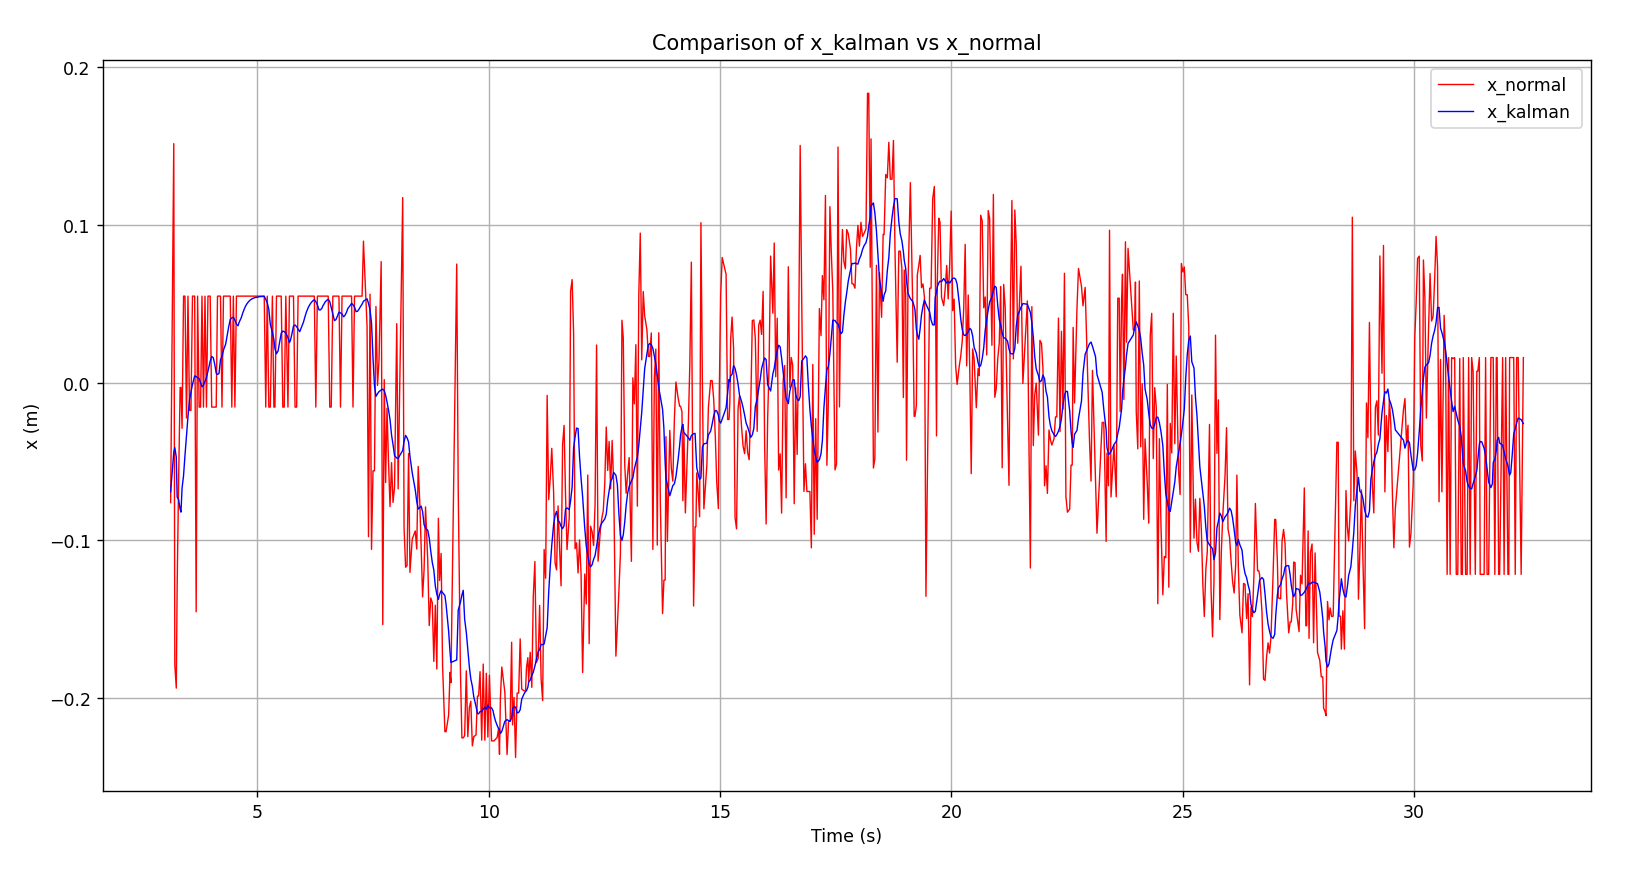 Comparison of x_kalman vs x_normal
x_normal
x_kalman
0.2
0.1
0.0
−0.1
−0.2
x (m)
5
10
15
20
25
30
Time (s)